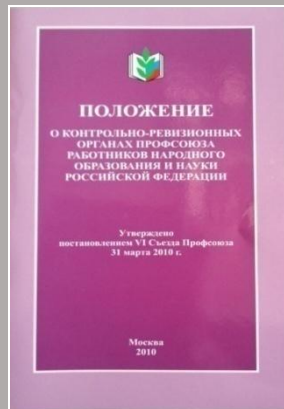 ПОЛОЖЕНИЕ
О КОНТРОЛЬНО-РЕВИЗИОННЫХ
ОРГАНАХ ПРОФСОЮЗА
РАБОТНИКОВ НАРОДНОГО
ОБРАЗОВАНИЯ И НАУКИ
РОССИЙСКОЙ ФЕДЕРАЦИИ
Утверждено
постановлением VI Съезда Профсоюза
31 марта 2010 г.
Москва
2010